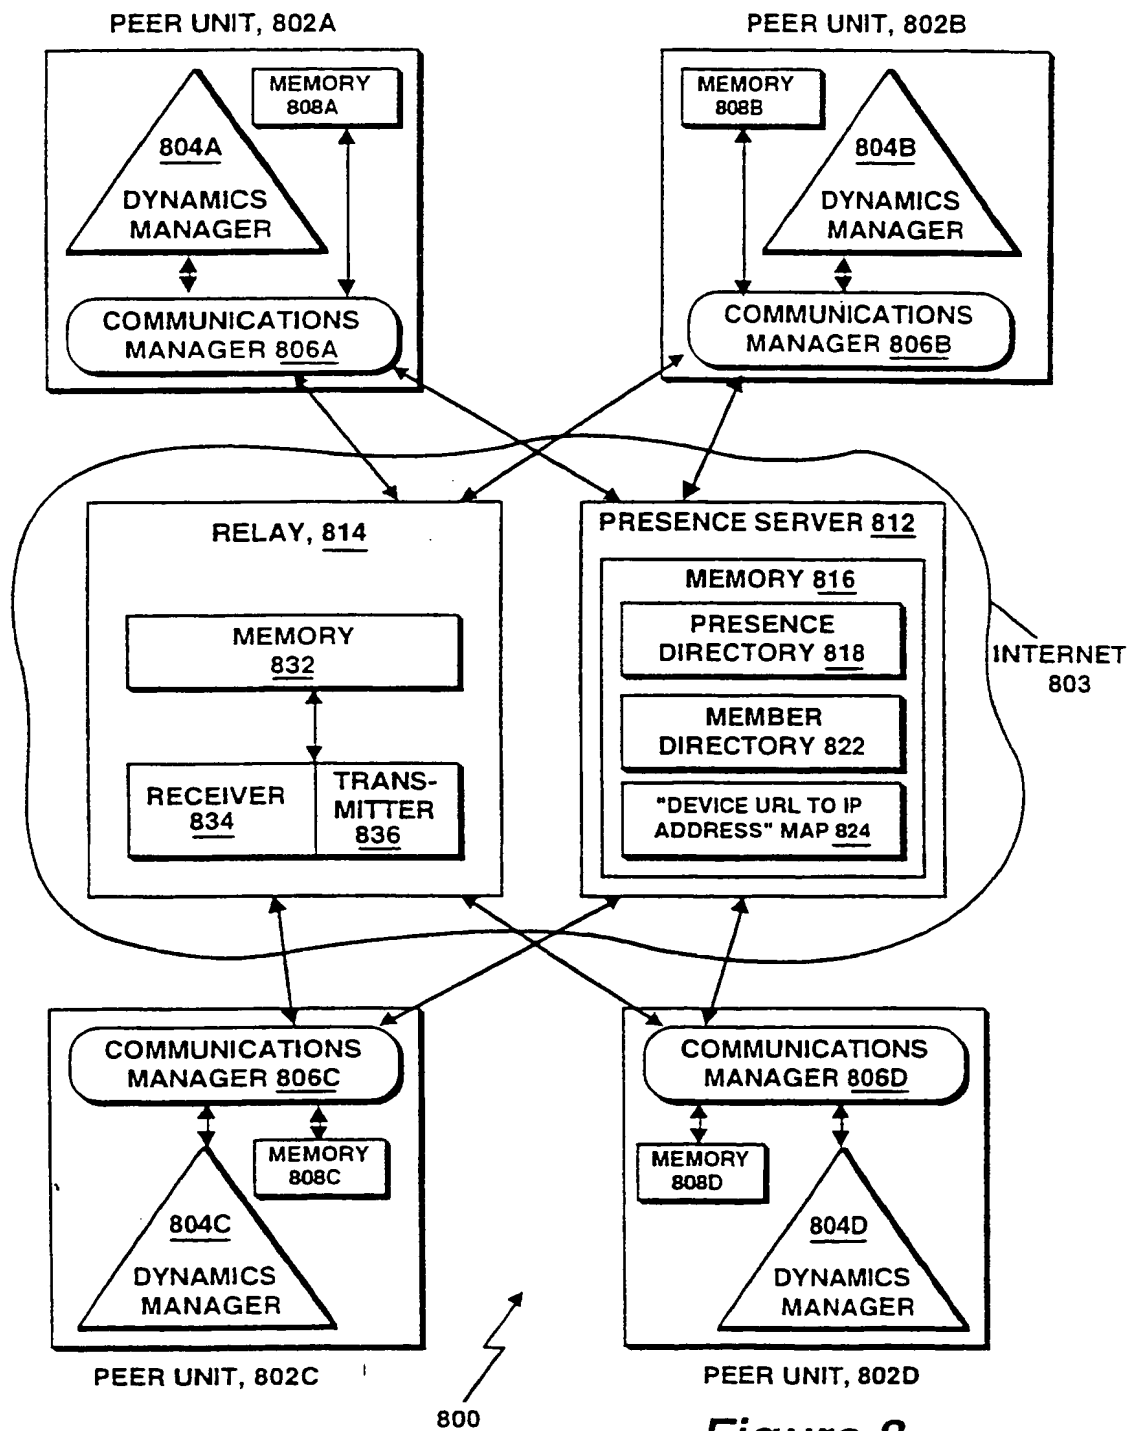 PEER UNIT, 802A
PEER UNIT, 802B
MEMORY
808A
804A
DYNAMICS
MANAGER
COMMUNICATIONS
MANAGER 806A
MEMORY
808B
804B
DYNAMICS
MANAGER
COMMUNICATIONS
MANAGER 806B
RELAY, 814
MEMORY
832
RECEIVER
834
TRANS-
MITTER
836
PRESENCE SERVER 812
MEMORY 816
PRESENCE
DIRECTORY 818
MEMBER
DIRECTORY 822
"DEVICE URL TO IP
ADDRESS" MAP 824
INTERNET
803
COMMUNICATIONS
MANAGER 806C
MEMORY
808C
804C
DYNAMICS
MANAGER
COMMUNICATIONS
MANAGER 806D
MEMORY
808D
804D
DYNAMICS
MANAGER
PEER UNIT, 802C
PEER UNIT, 802D
800
Figure 8